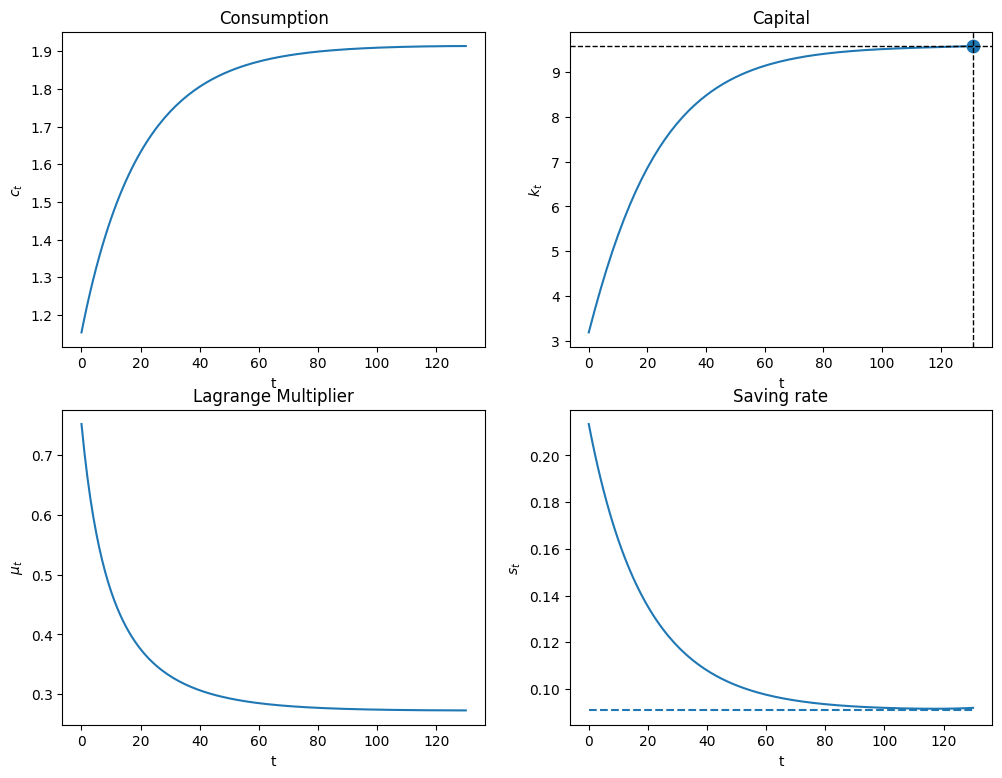 Consumption
1.9
1.8
1.7
1.6
1.5
1.4
1.3
1.2
c_t
0 20 40 60 80 100 120
t
Capital
9
8
7
6
5
4
3
k_t
0 20 40 60 80 100 120
t
Lagrange Multiplier
0.7
0.6
0.5
0.4
0.3
μ_t
0 20 40 60 80 100 120
t
Saving rate
0.20
0.18
0.16
0.14
0.12
0.10
s_t
0 20 40 60 80 100 120
t